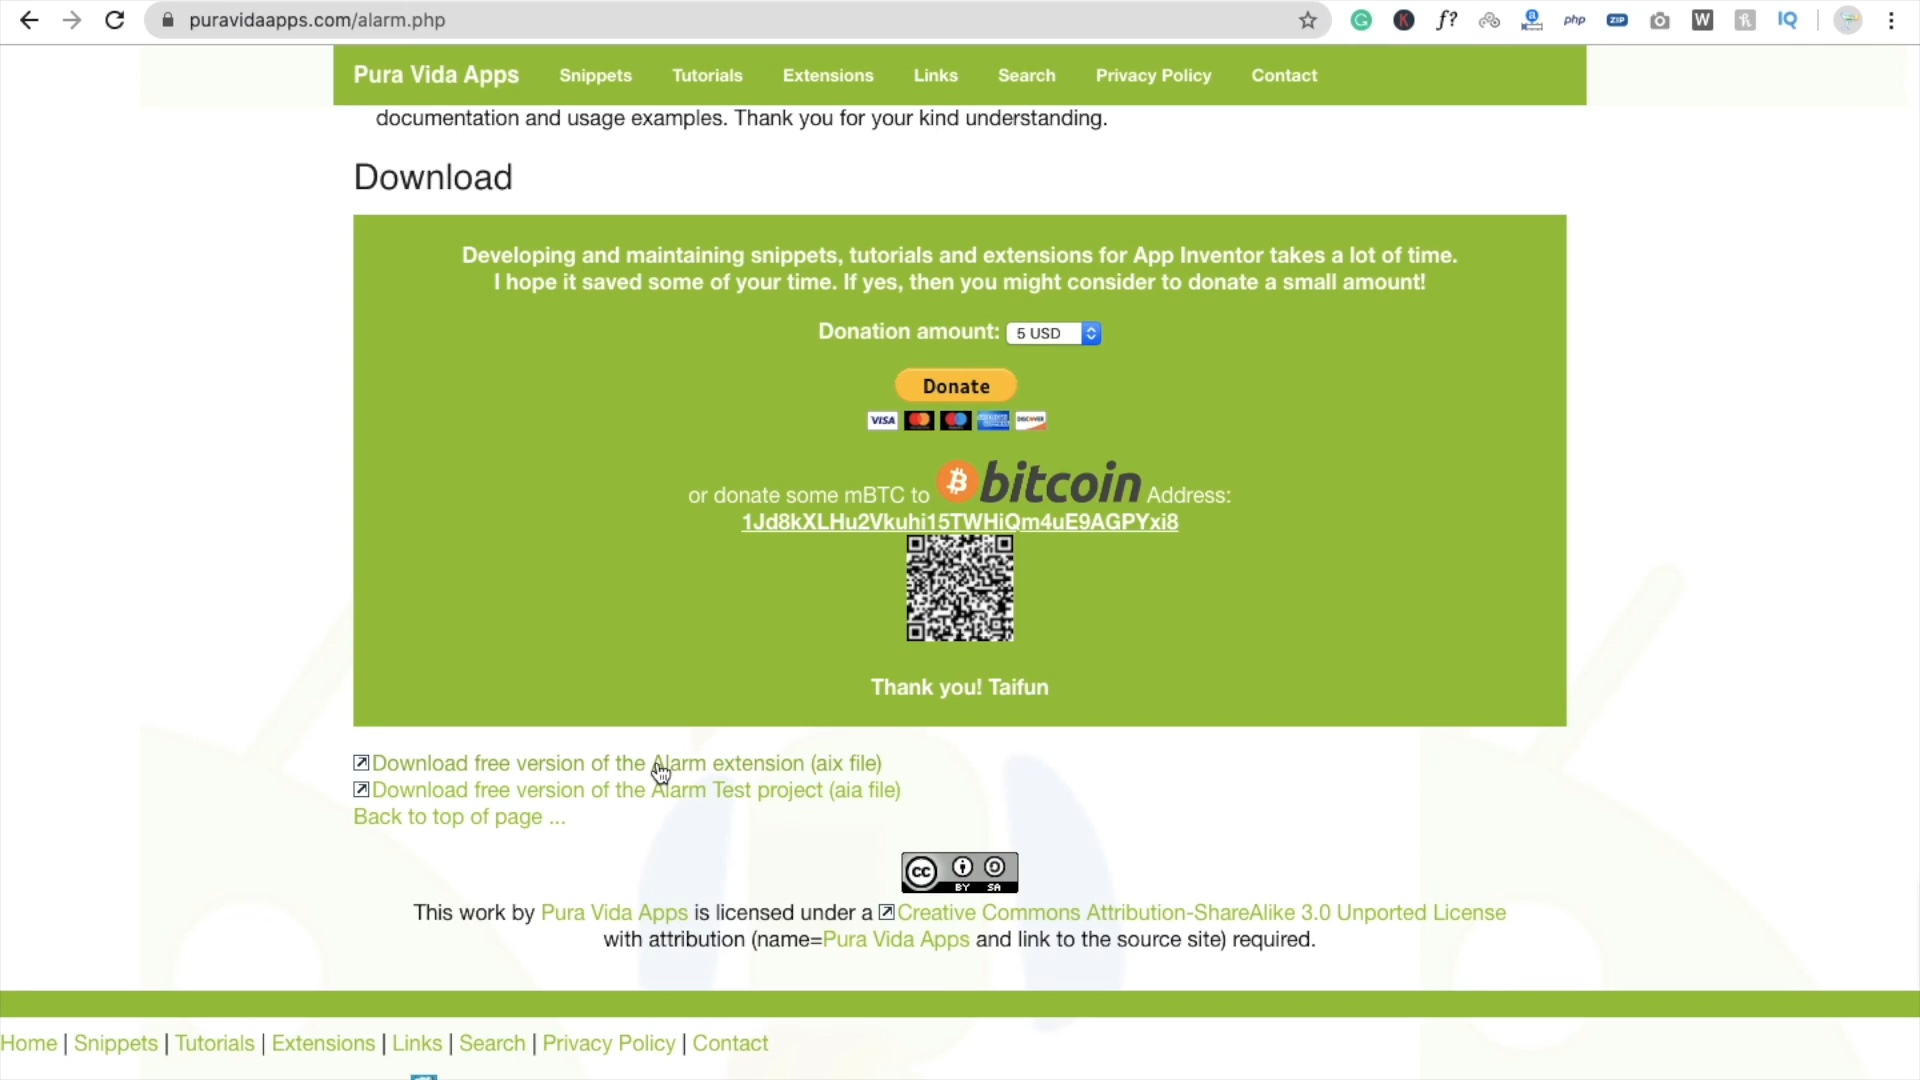 puravidaapps.com/alarm.php
Pura Vida Apps Snippets Tutorials Extensions Links Search Privacy Policy Contact
documentation and usage examples. Thank you for your kind understanding.
Download
Developing and maintaining snippets, tutorials and extensions for App Inventor takes a lot of time.
I hope it saved some of your time. If yes, then you might consider to donate a small amount!
Donation amount: 5 USD
Donate
VISA DISCOVER
or donate some mBTC to bitcoin Address:
1Jd8kXLHu2Vkuhi15TWHiQm4uE9AGPYxi8
Thank you! Taifun
Download free version of the Alarm extension (aix file)
Download free version of the Alarm Test project (aia file)
Back to top of page ...
cc BY SA
This work by Pura Vida Apps is licensed under a Creative Commons Attribution-ShareAlike 3.0 Unported License
with attribution (name=Pura Vida Apps and link to the source site) required.
Home | Snippets | Tutorials | Extensions | Links | Search | Privacy Policy | Contact